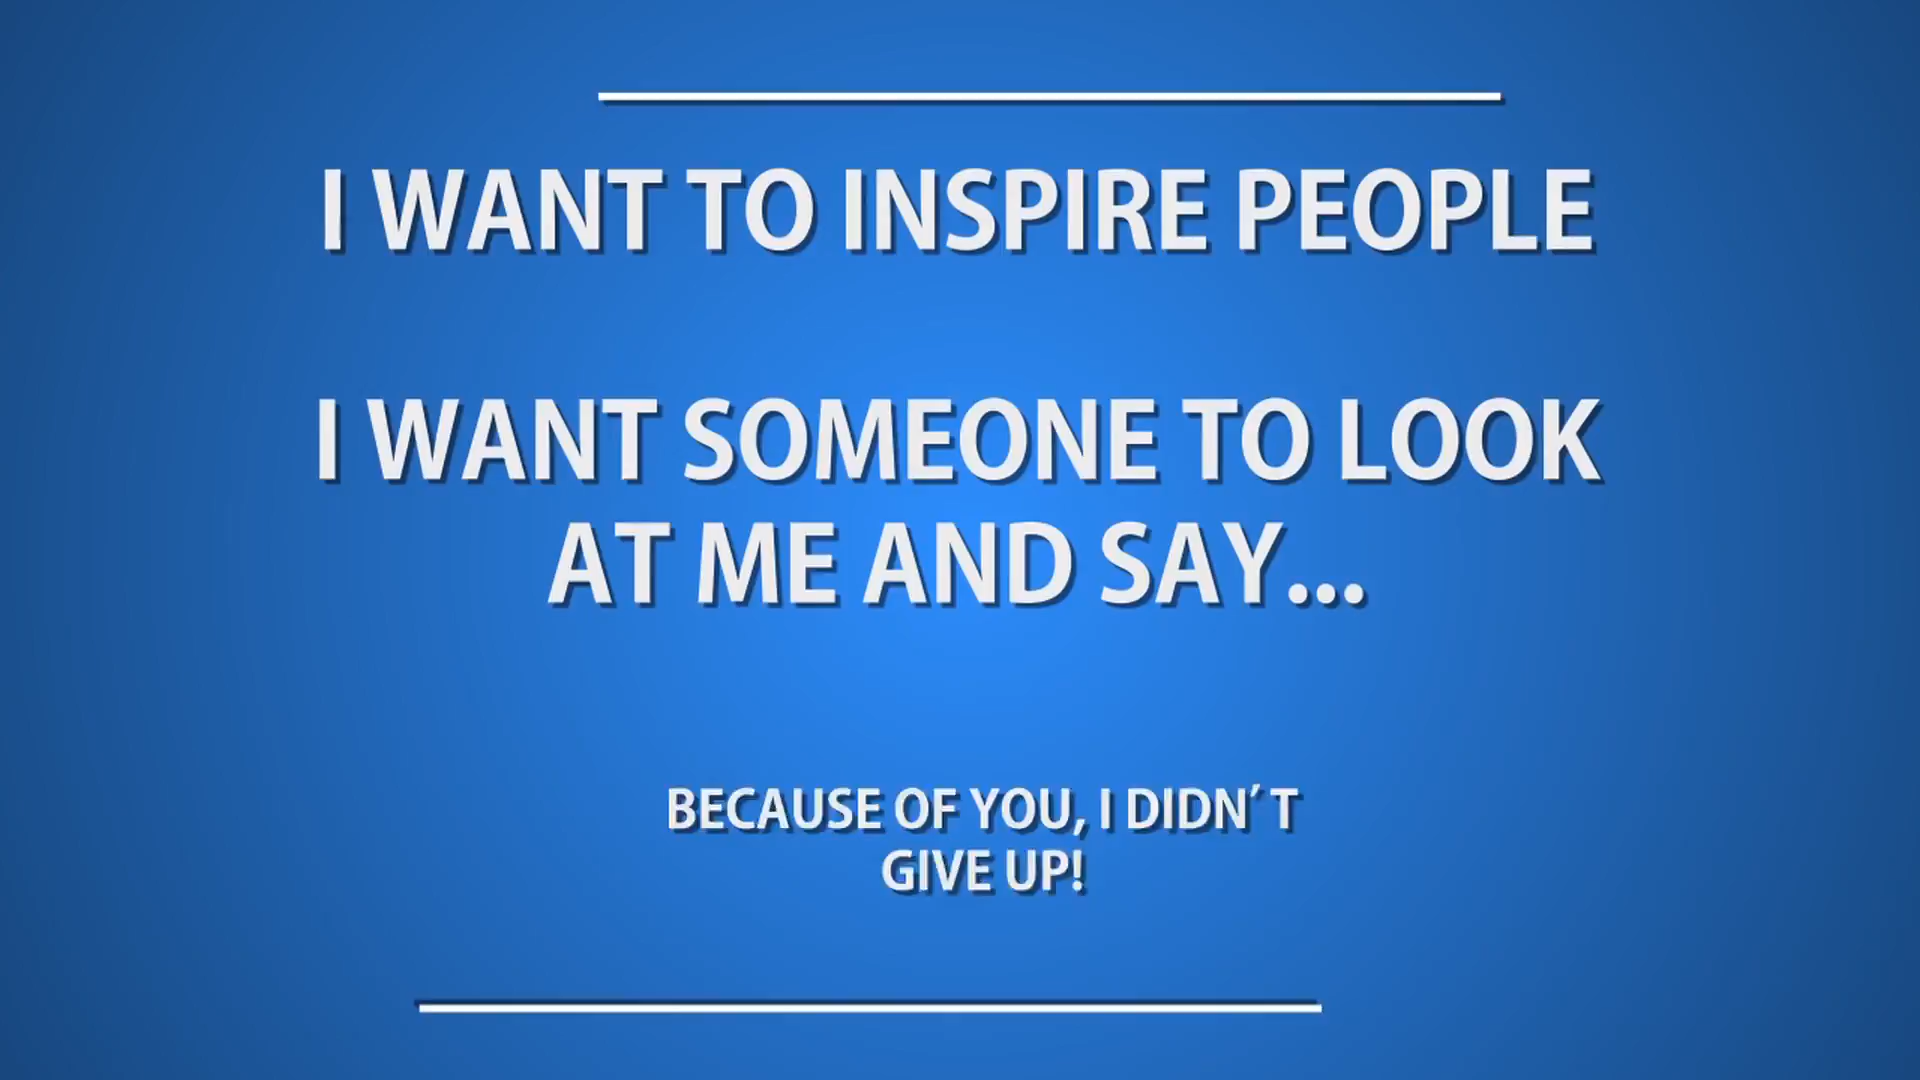 I WANT TO INSPIRE PEOPLE
I WANT SOMEONE TO LOOK
AT ME AND SAY...
BECAUSE OF YOU, I DIDN´T
GIVE UP!